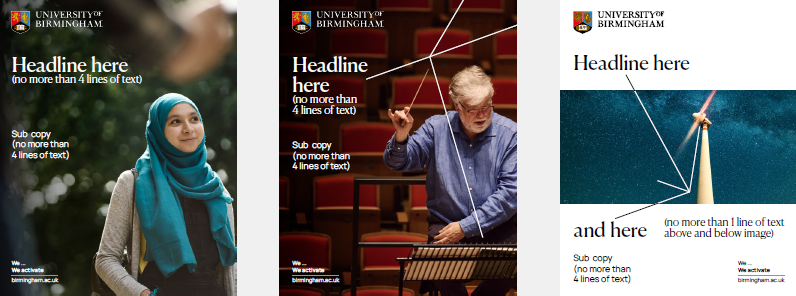 UNIVERSITY OF
BIRMINGHAM
Headline here
(no more than 4 lines of text)
Sub copy
(no more than
4 lines of text)
We ...
We activate
birmingham.ac.uk
UNIVERSITY OF
BIRMINGHAM
Headline
here
(no more than
4 lines of text)
Sub copy
(no more than
4 lines of text)
We ...
We activate
birmingham.ac.uk
UNIVERSITY OF
BIRMINGHAM
Headline here
and here
(no more than 1 line of text
above and below image)
Sub copy
(no more than
4 lines of text)
We ...
We activate
birmingham.ac.uk